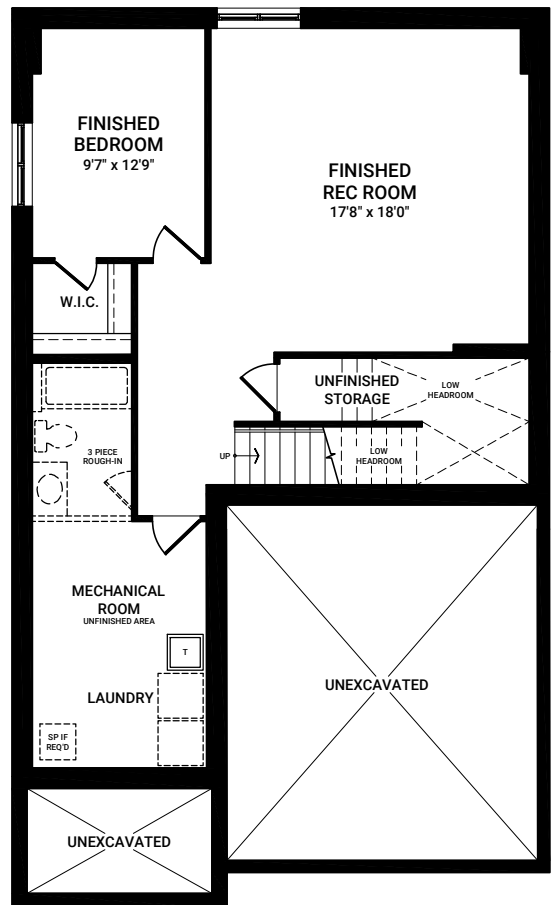 FINISHED
BEDROOM
9'7" x 12'9"
FINISHED
REC ROOM
17'8" x 18'0"
W.I.C.
UNFINISHED
STORAGE
LOW
HEADROOM
3 PIECE
ROUGH-IN
UP
LOW
HEADROOM
MECHANICAL
ROOM
UNFINISHED AREA
T
LAUNDRY
UNEXCAVATED
SP IF
REQ'D
UNEXCAVATED